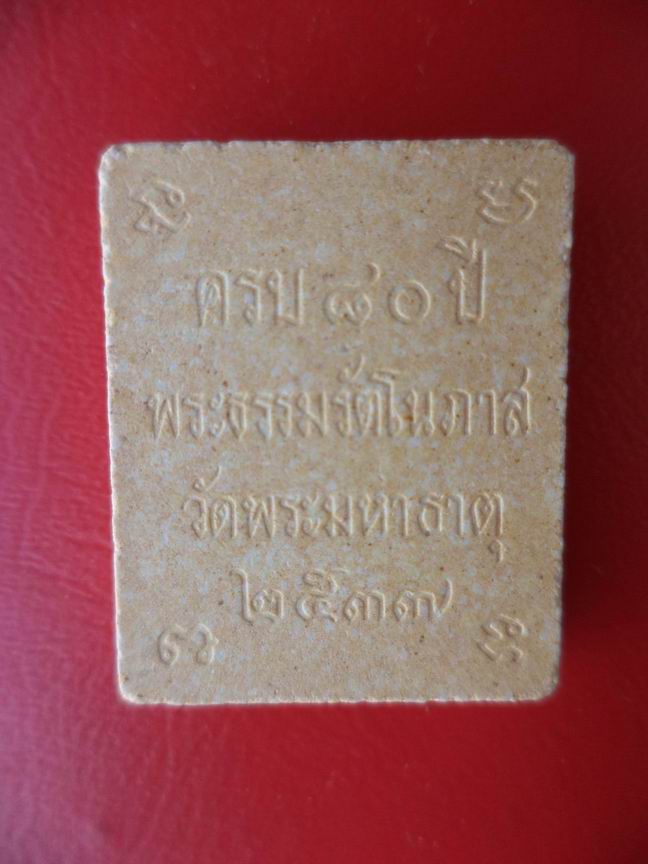 ครบ ๘๐ ปี
พระธรรมรัตโนภาส
วัดพระมหาธาตุ
๒๕๓๗